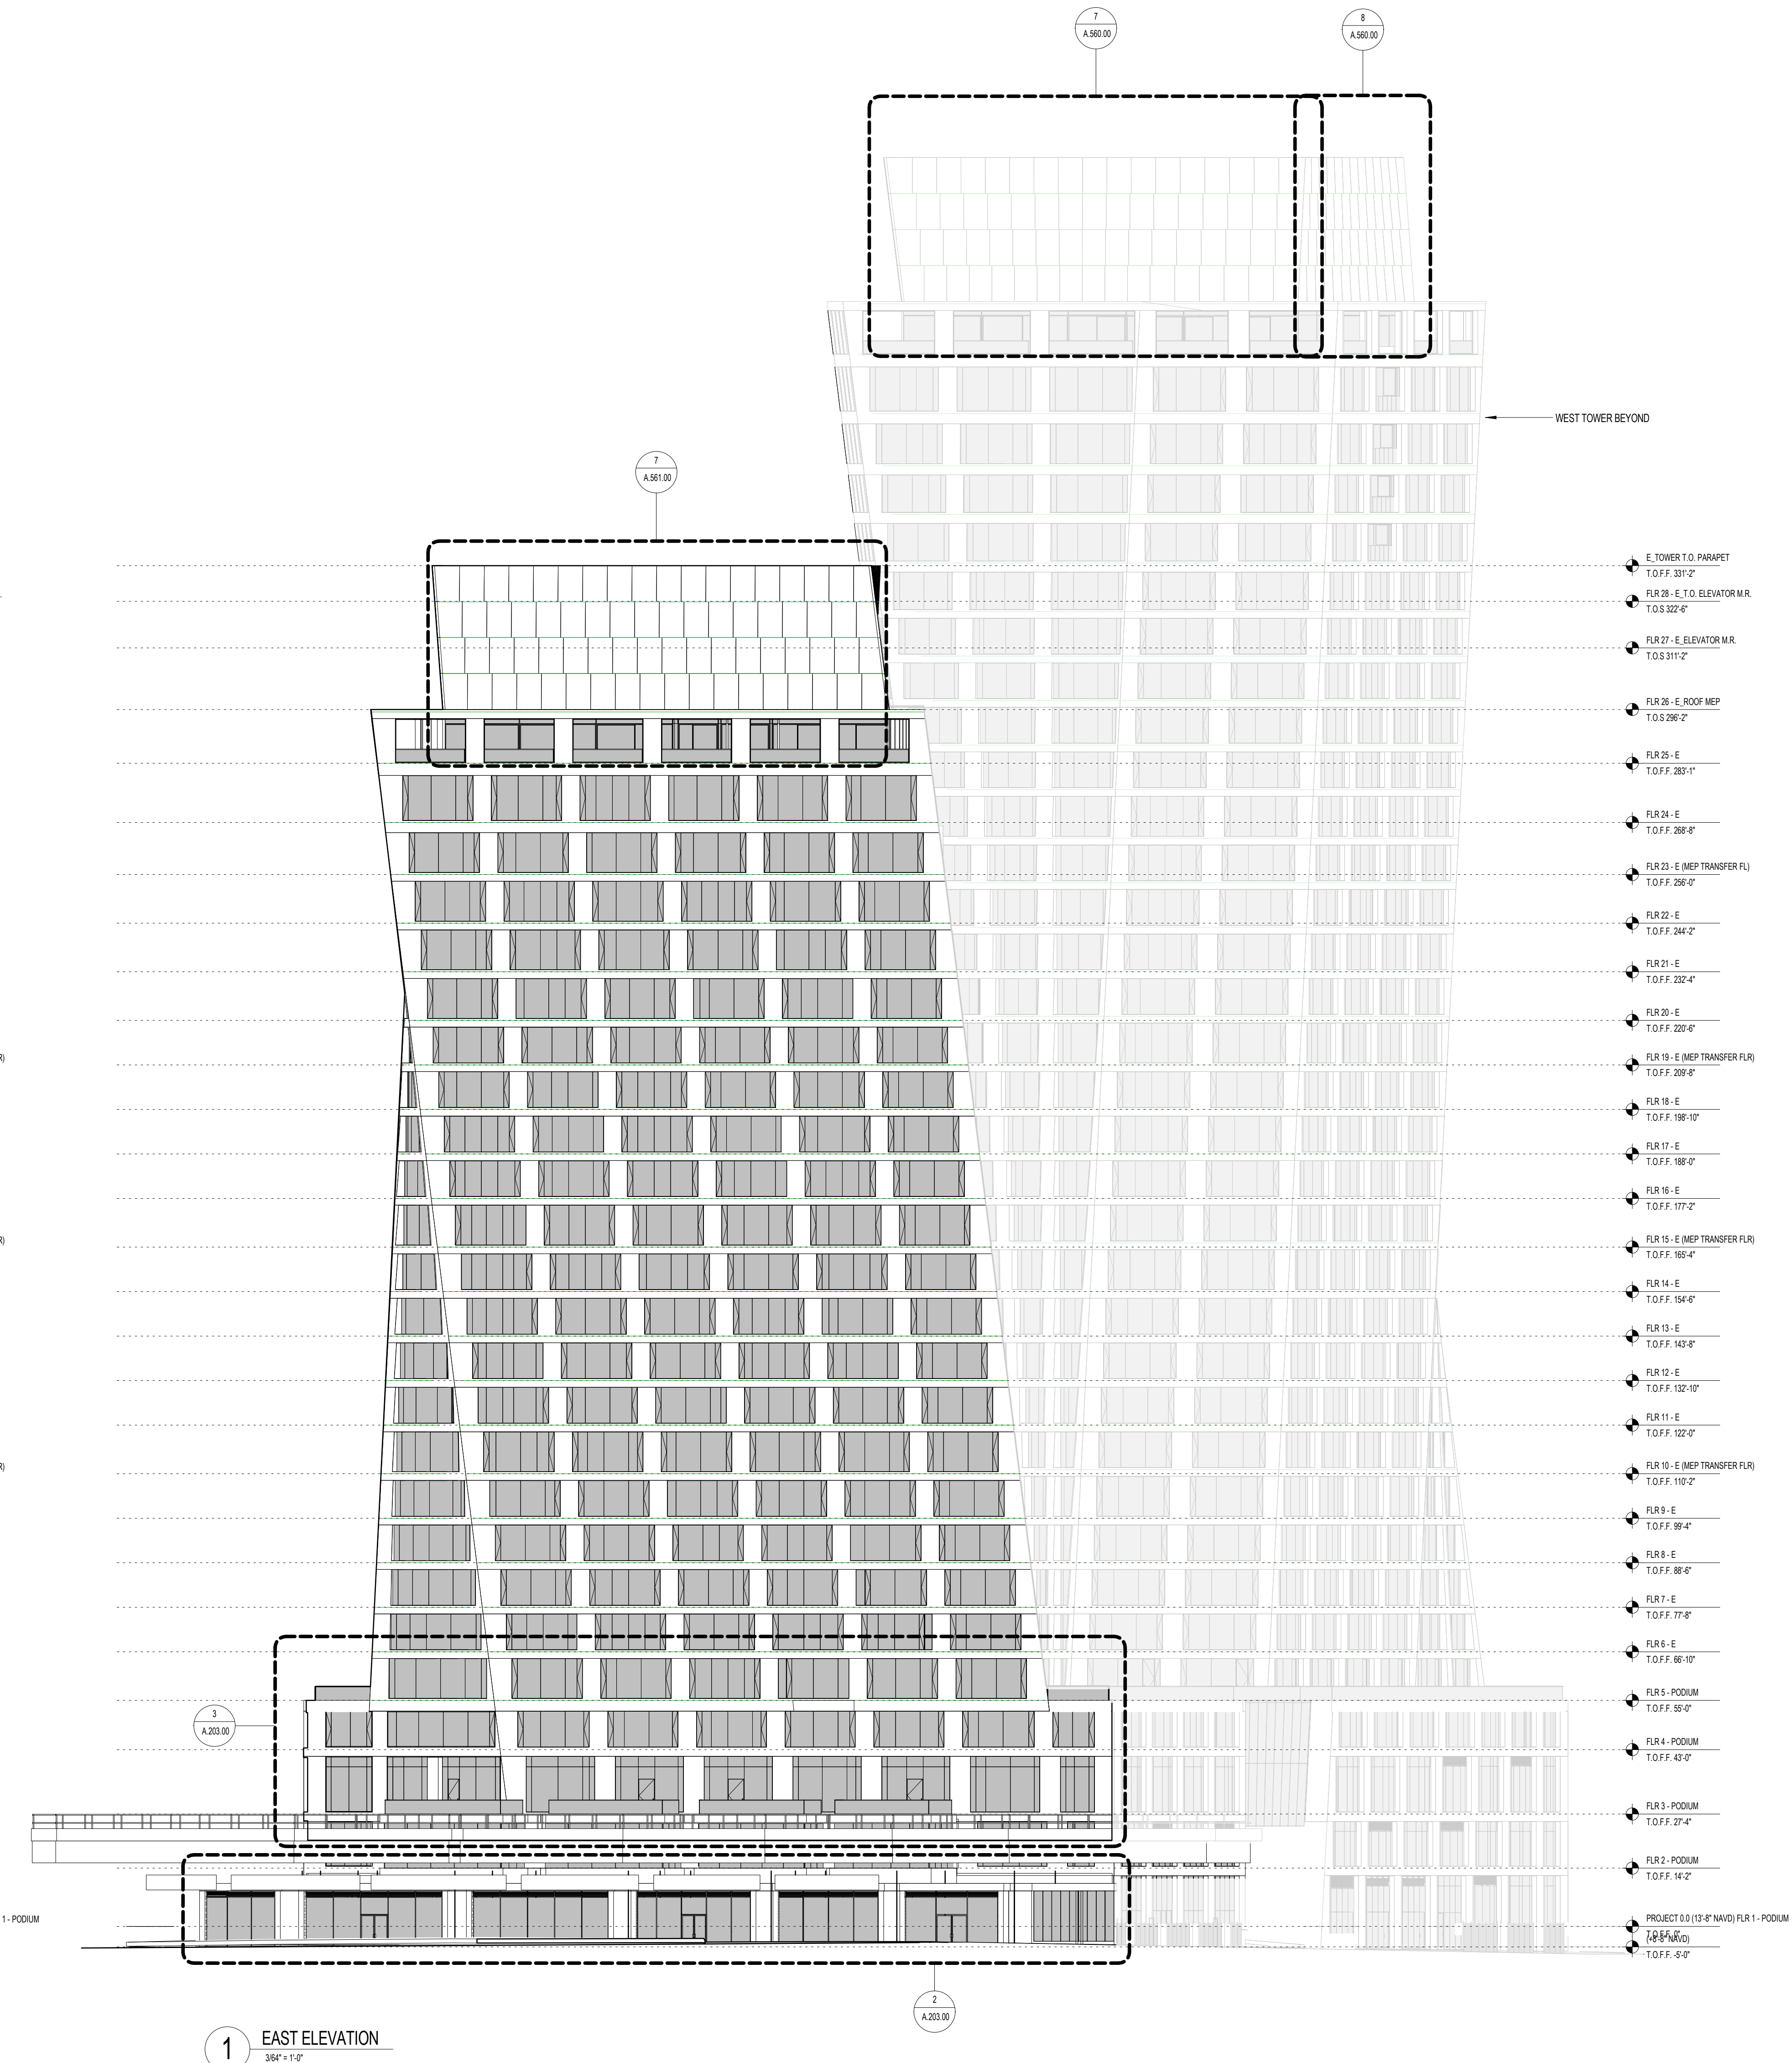 7
A.560.00
8
A.560.00
WEST TOWER BEYOND
7
A.561.00
E_TOWER T.O. PARAPET
T.O.F.F. 331'-2"
FLR 28 - E_T.O. ELEVATOR M.R.
T.O.S 322'-6"
FLR 27 - E_ELEVATOR M.R.
T.O.S 311'-2"
FLR 26 - E_ROOF MEP
T.O.S 296'-2"
FLR 25 - E
T.O.F.F. 283'-1"
FLR 24 - E
T.O.F.F. 268'-8"
FLR 23 - E (MEP TRANSFER FL)
T.O.F.F. 256'-0"
FLR 22 - E
T.O.F.F. 244'-2"
FLR 21 - E
T.O.F.F. 232'-4"
FLR 20 - E
T.O.F.F. 220'-6"
R)
FLR 19 - E (MEP TRANSFER FLR)
T.O.F.F. 209'-8"
FLR 18 - E
T.O.F.F. 198'-10"
FLR 17 - E
T.O.F.F. 188'-0"
FLR 16 - E
T.O.F.F. 177'-2"
R)
FLR 15 - E (MEP TRANSFER FLR)
T.O.F.F. 165'-4"
FLR 14 - E
T.O.F.F. 154'-6"
FLR 13 - E
T.O.F.F. 143'-8"
FLR 12 - E
T.O.F.F. 132'-10"
FLR 11 - E
T.O.F.F. 122'-0"
R)
FLR 10 - E (MEP TRANSFER FLR)
T.O.F.F. 110'-2"
FLR 9 - E
T.O.F.F. 99'-4"
FLR 8 - E
T.O.F.F. 88'-6"
FLR 7 - E
T.O.F.F. 77'-8"
FLR 6 - E
T.O.F.F. 66'-10"
FLR 5 - PODIUM
T.O.F.F. 55'-0"
3
A.203.00
FLR 4 - PODIUM
T.O.F.F. 43'-0"
FLR 3 - PODIUM
T.O.F.F. 27'-4"
FLR 2 - PODIUM
T.O.F.F. 14'-2"
1 - PODIUM
PROJECT 0.0 (13'-8" NAVD) FLR 1 - PODIUM
T.O.F.F. 0"
NAVD)
T.O.F.F. -5'-0"
2
A.203.00
1
EAST ELEVATION
3/64" = 1'-0"